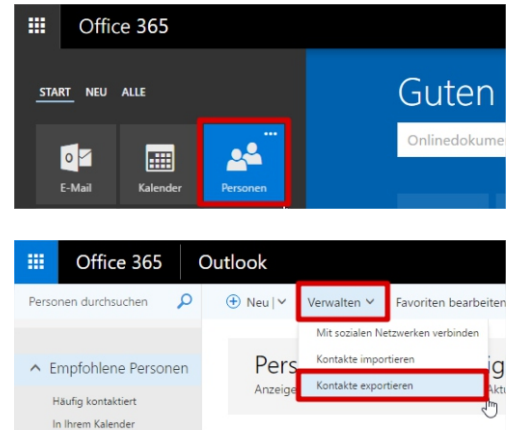 Office 365
START NEU ALLE
Guten
Onlinedokume
E-Mail Kalender Personen
Office 365 Outlook
Personen durchsuchen Neu Verwalten Favoriten bearbeiten
Mit sozialen Netzwerken verbinden
Empfohlene Personen
Pers
Kontakte importieren
Anzeige
Kontakte exportieren
Häufig kontaktiert
In Ihrem Kalender